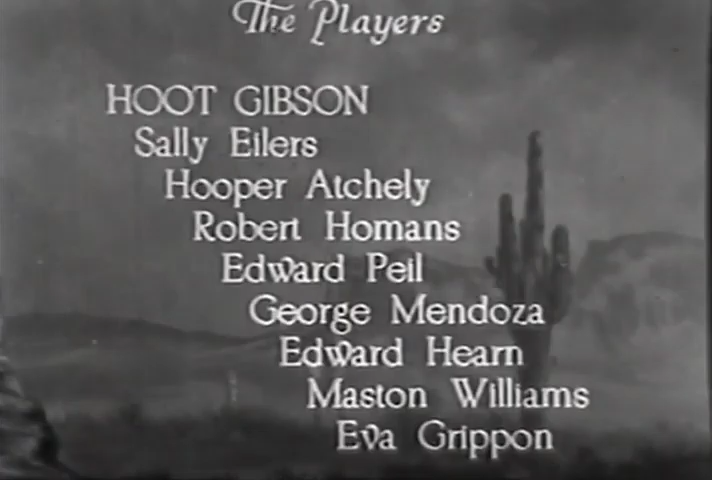 The Players
HOOT GIBSON
Sally Eilers
Hooper Atchely
Robert Homans
Edward Peil
George Mendoza
Edward Hearn
Maston Williams
Eva Grippon